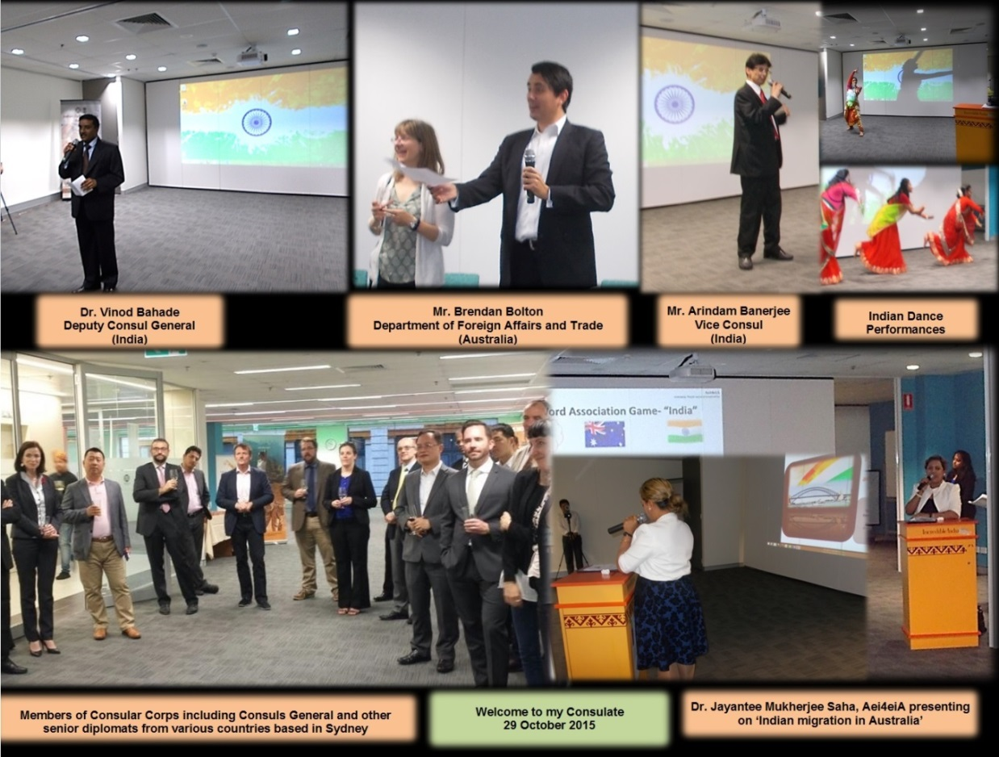 Dr. Vinod Bahade
Deputy Consul General
(India)
Mr. Brendan Bolton
Department of Foreign Affairs and Trade
(Australia)
Mr. Arindam Banerjee
Vice Consul
(India)
Indian Dance
Performances
ord Association Game- "India"
Incredible India
Members of Consular Corps including Consuls General and other
senior diplomats from various countries based in Sydney
Welcome to my Consulate
29 October 2015
Dr. Jayantee Mukherjee Saha, Aei4eiA presenting
on ‘Indian migration in Australia’